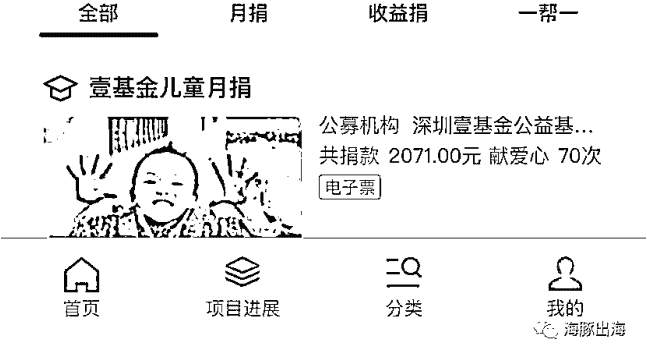 全部 月捐 收益捐 一帮一
壹基金儿童月捐
公募机构 深圳壹基金公益基...
共捐款 2071.00元 献爱心 70次
电子票
首页 项目进展 分类 我的
海豚出海